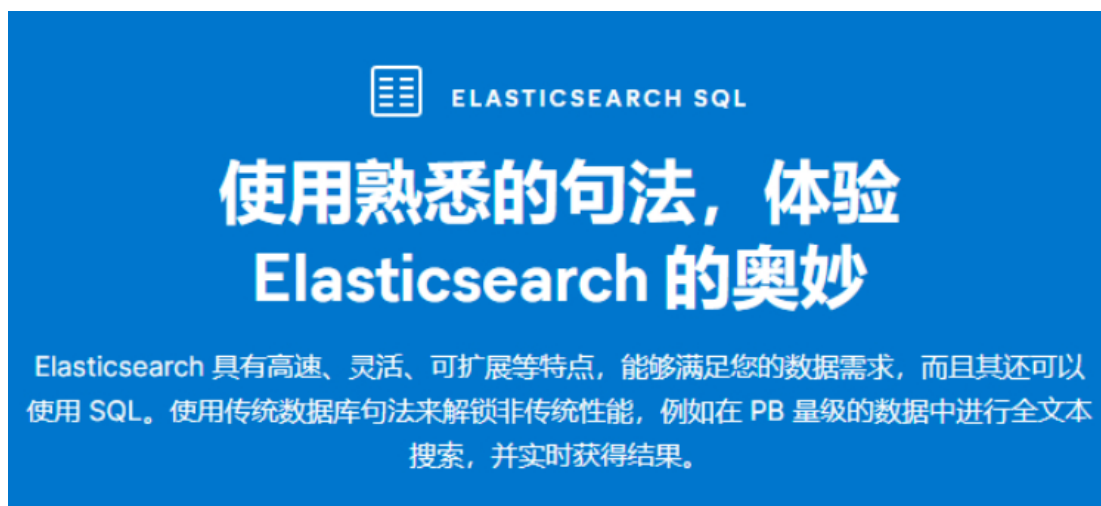 ELASTICSEARCH SQL
使用熟悉的句法，体验
Elasticsearch 的奥妙
Elasticsearch 具有高速、灵活、可扩展等特点，能够满足您的数据需求，而且其还可以
使用 SQL。使用传统数据库句法来解锁非传统性能，例如在 PB 量级的数据中进行全文本
搜索，并实时获得结果。